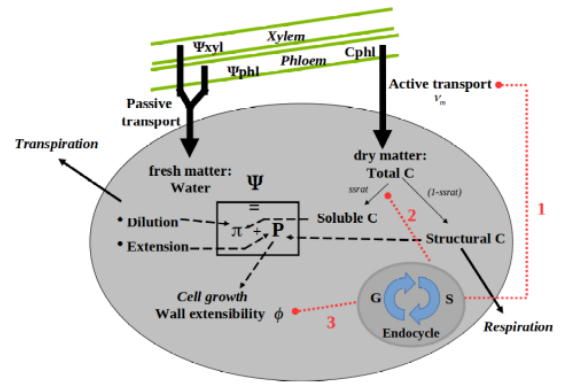 Ψxyl Xylem
Ψphl Phloem Cphl
Active transport
Vm
Passive
transport
Transpiration
fresh matter:
Water
dry matter:
Total C
1
ssrat (1-ssrat)
2
Ψ
=
π + P
• Dilution
• Extension
Soluble C
Structural C
Cell growth
Wall extensibility ϕ
3
G S
Endocycle
Respiration